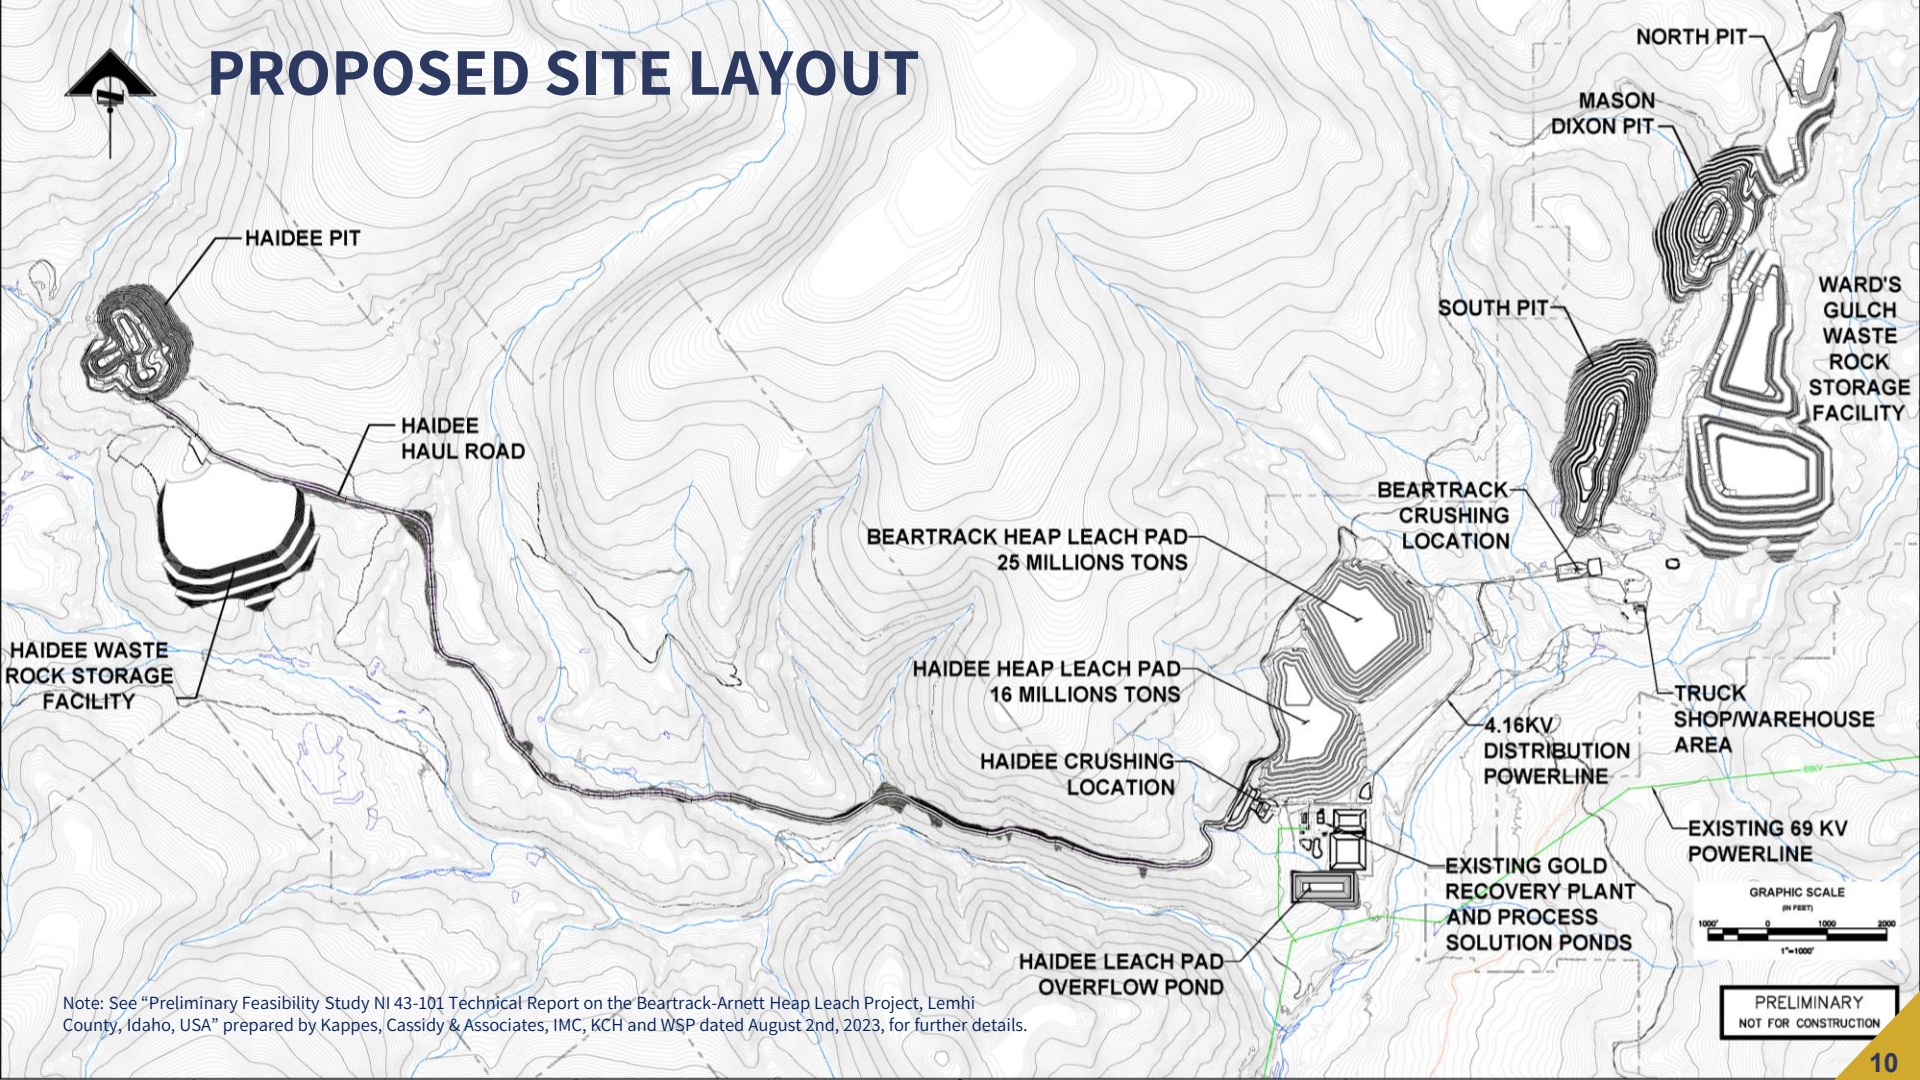 PROPOSED SITE LAYOUT
NORTH PIT
MASON
DIXON PIT
HAIDEE PIT
SOUTH PIT
WARD'S
GULCH
WASTE
ROCK
STORAGE
FACILITY
HAIDEE
HAUL ROAD
BEARTRACK
CRUSHING
LOCATION
BEARTRACK HEAP LEACH PAD
25 MILLIONS TONS
HAIDEE WASTE
ROCK STORAGE
FACILITY
HAIDEE HEAP LEACH PAD
16 MILLIONS TONS
TRUCK
SHOP/WAREHOUSE
AREA
4.16KV
DISTRIBUTION
POWERLINE
HAIDEE CRUSHING
LOCATION
69KV
EXISTING 69 KV
POWERLINE
EXISTING GOLD
RECOVERY PLANT
AND PROCESS
SOLUTION PONDS
GRAPHIC SCALE
(IN FEET)
1000' 0 1000 2000
1"=1000'
HAIDEE LEACH PAD
OVERFLOW POND
Note: See “Preliminary Feasibility Study NI 43-101 Technical Report on the Beartrack-Arnett Heap Leach Project, Lemhi
County, Idaho, USA” prepared by Kappes, Cassidy & Associates, IMC, KCH and WSP dated August 2nd, 2023, for further details.
PRELIMINARY
NOT FOR CONSTRUCTION
10